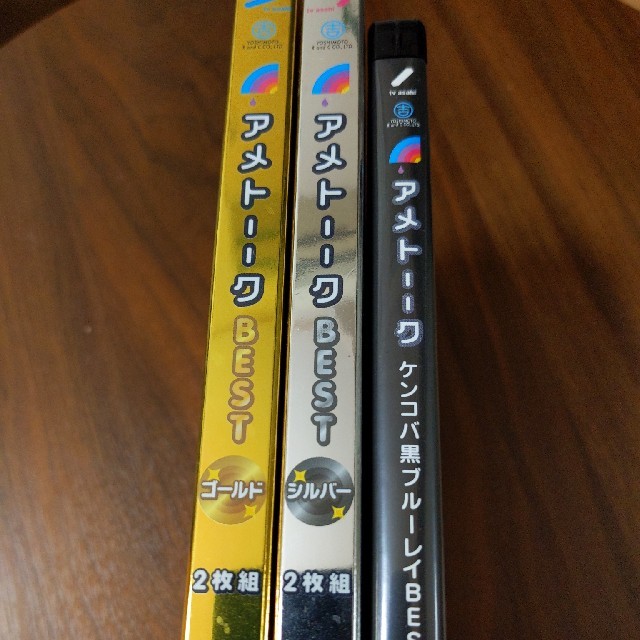 アメトーーク
BEST
ゴールド
2枚組
tv asahi
アメトーーク
BEST
シルバー
2枚組
tv asahi
アメトーーク
ケンコバ黒ブルーレイBES